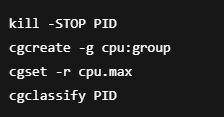 kill -STOP PID
cgcreate -g cpu:group
cgset -r cpu.max
cgclassify PID